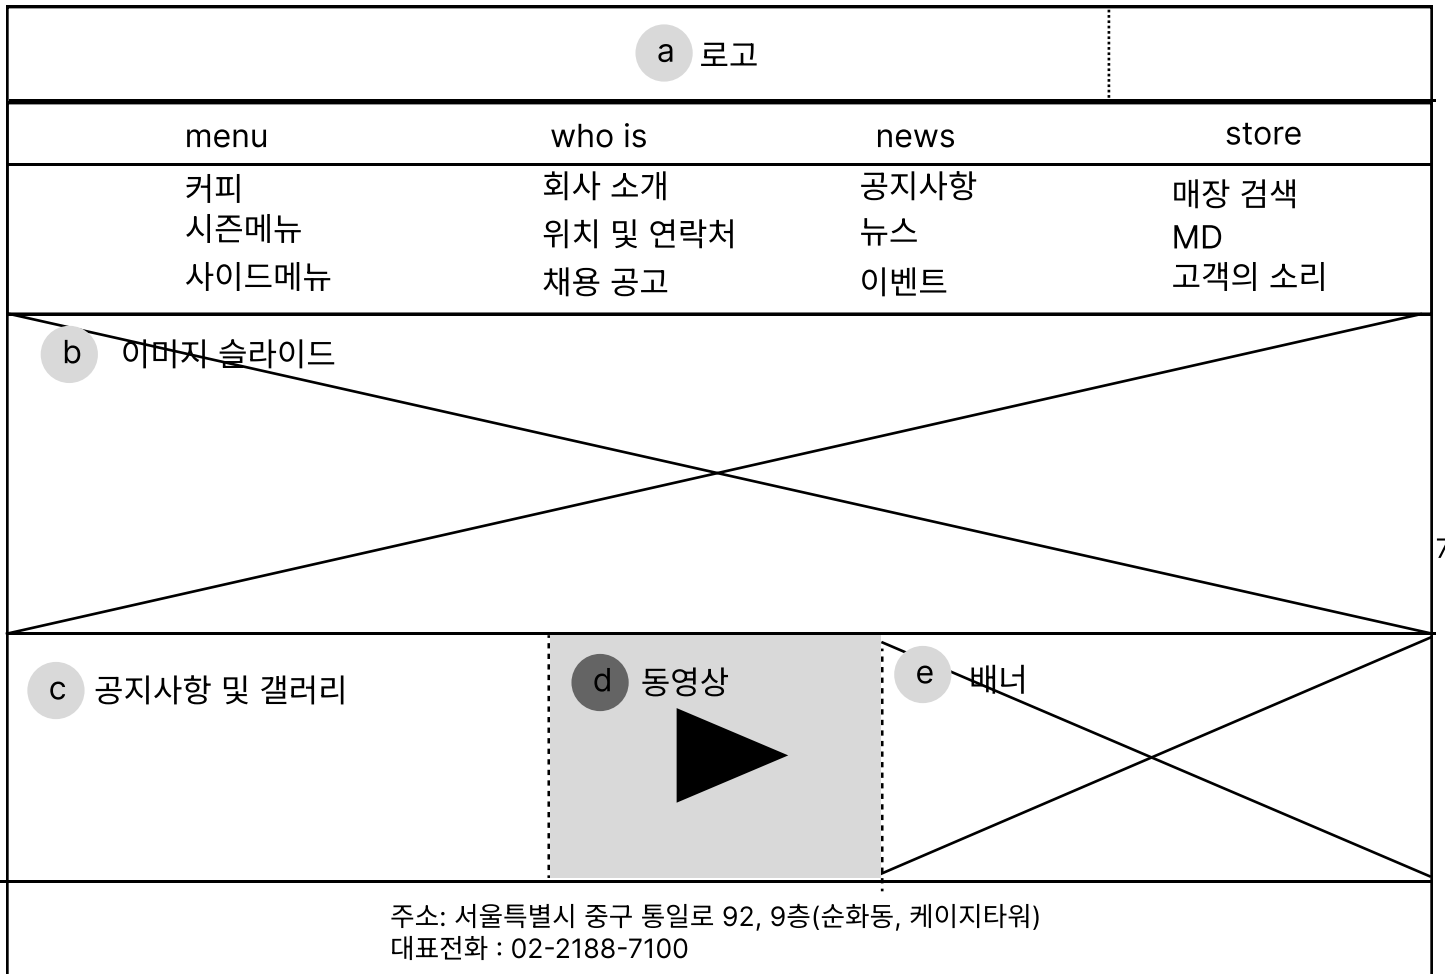 a 로고
menu who is news store
커피 회사 소개 공지사항 매장 검색
시즌메뉴 위치 및 연락처 뉴스 MD
사이드메뉴 채용 공고 이벤트 고객의 소리
b 이미지 슬라이드
c 공지사항 및 갤러리
d 동영상
e 배너
주소: 서울특별시 중구 통일로 92, 9층(순화동, 케이지타워)
대표전화 : 02-2188-7100